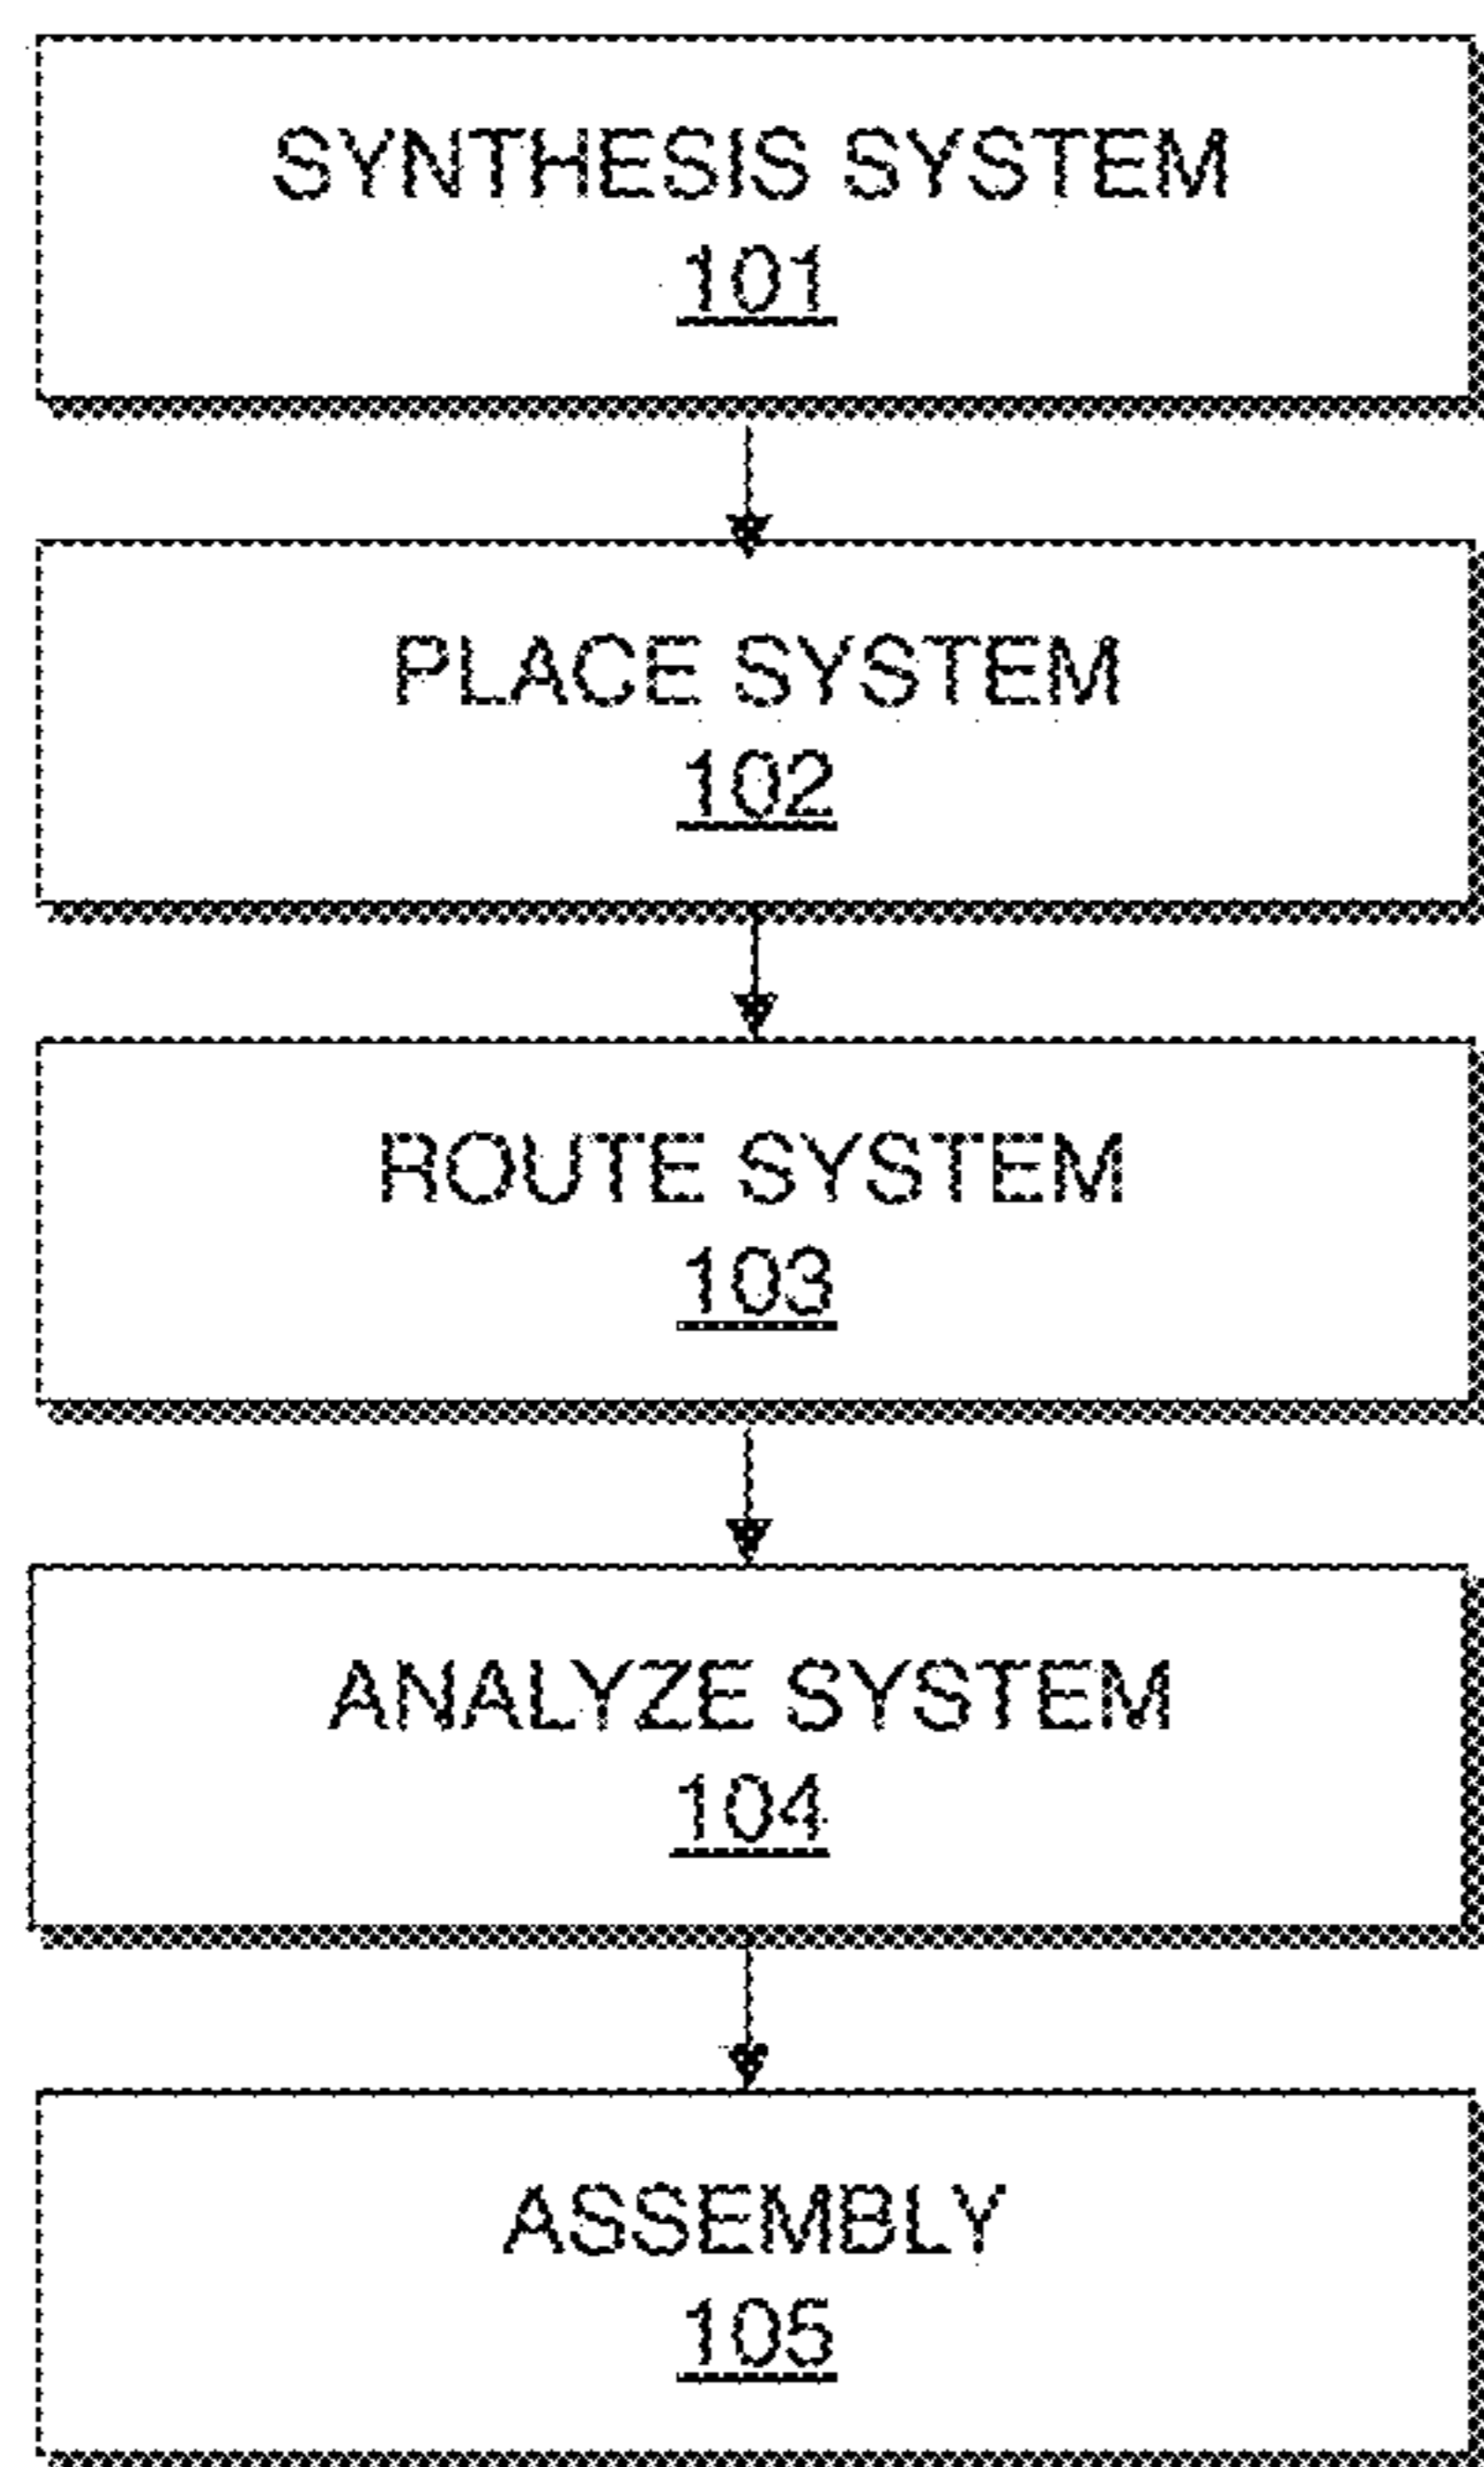 SYNTHESIS SYSTEM
101
PLACE SYSTEM
102
ROUTE SYSTEM
103
ANALYZE SYSTEM
104
ASSEMBLY
105